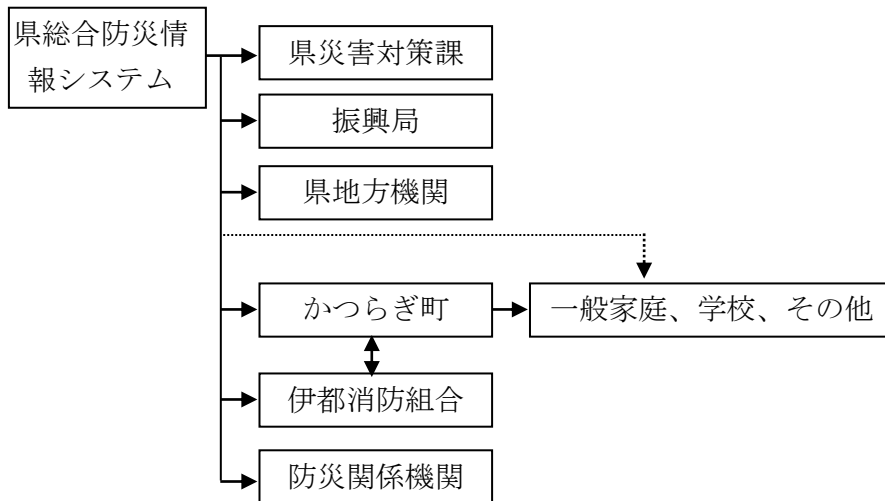 県総合防災情
報システム
県災害対策課
振興局
県地方機関
かつらぎ町
一般家庭、学校、その他
伊都消防組合
防災関係機関